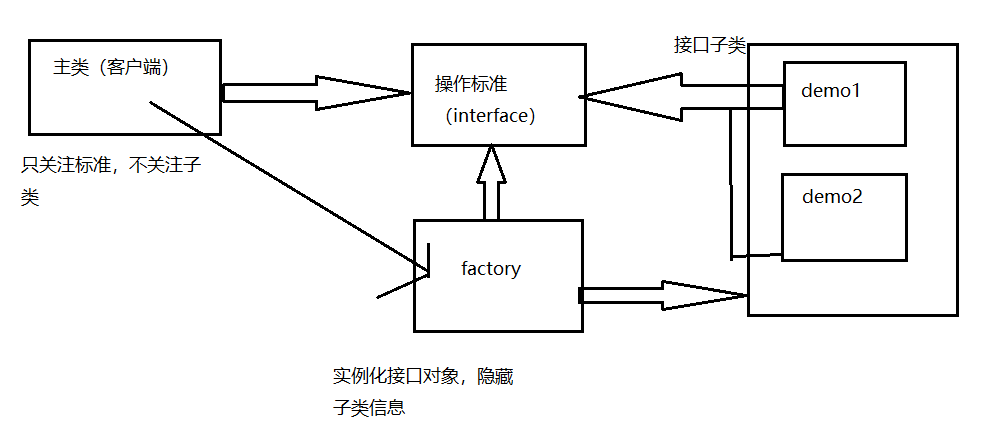 主类（客户端）
只关注标准，不关注子
类
操作标准
（interface）
接口子类
demo1
demo2
factory
实例化接口对象，隐藏
子类信息